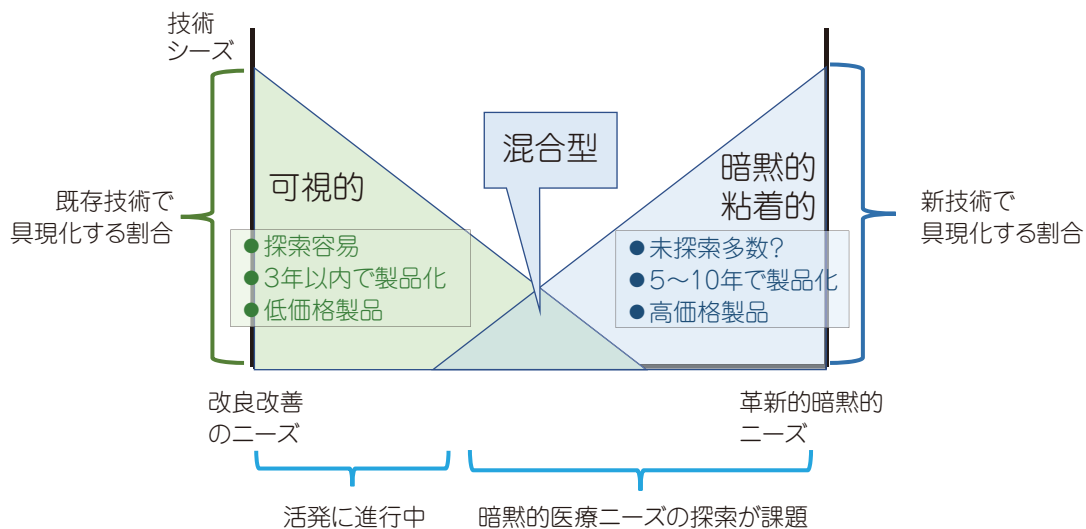 技術
シーズ
混合型
可視的
暗黙的
粘着的
既存技術で
具現化する割合
新技術で
具現化する割合
● 探索容易
● 3年以内で製品化
● 低価格製品
● 未探索多数?
● 5～10年で製品化
● 高価格製品
改良改善
のニーズ
革新的暗黙的
ニーズ
活発に進行中
暗黙的医療ニーズの探索が課題